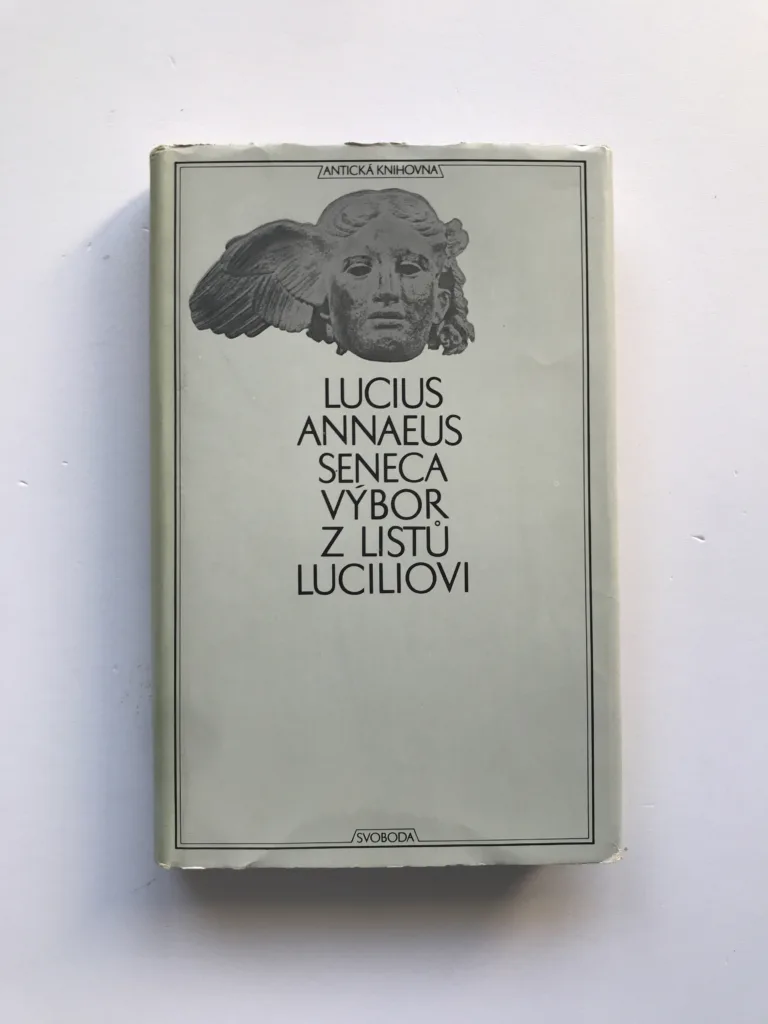 ANTICKÁ KNIHOVNA
LUCIUS
ANNAEUS
SENECA
VÝBOR
Z LISTŮ
LUCILIOVI
SVOBODA